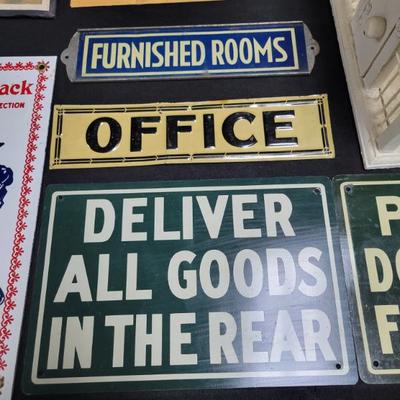 FURNISHED ROOMS
OFFICE
DELIVER
ALL GOODS
IN THE REAR